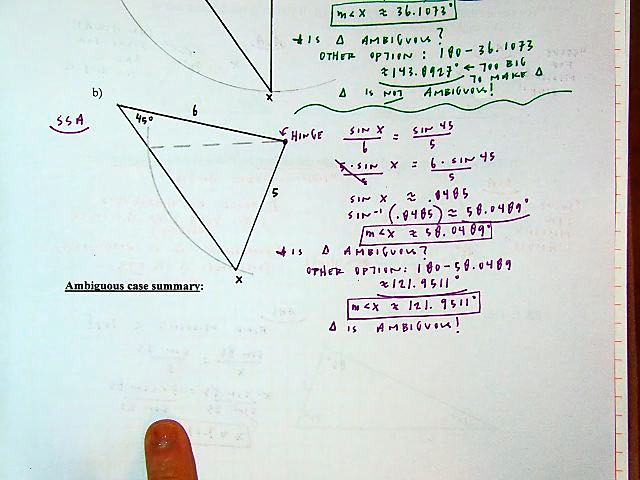 m<x ≈ 36.1073°
* IS Δ AMBIGUOUS?
OTHER OPTION: 180-36.1073
≈143.8927° ← TOO BIG
TO MAKE Δ
Δ IS NOT AMBIGUOUS!
x
b)
SSA
45°
6
HINGE
5
x
sin x / 6 = sin 45 / 5
5·sin x / 5 = 6·sin 45 / 5
sin x ≈ .8485
sin⁻¹(.8485) ≈ 58.0489°
m<x ≈ 58.0489°
* IS Δ AMBIGUOUS?
OTHER OPTION: 180-58.0489
≈121.9511°
m<x ≈ 121.9511°
Δ IS AMBIGUOUS!
Ambiguous case summary: